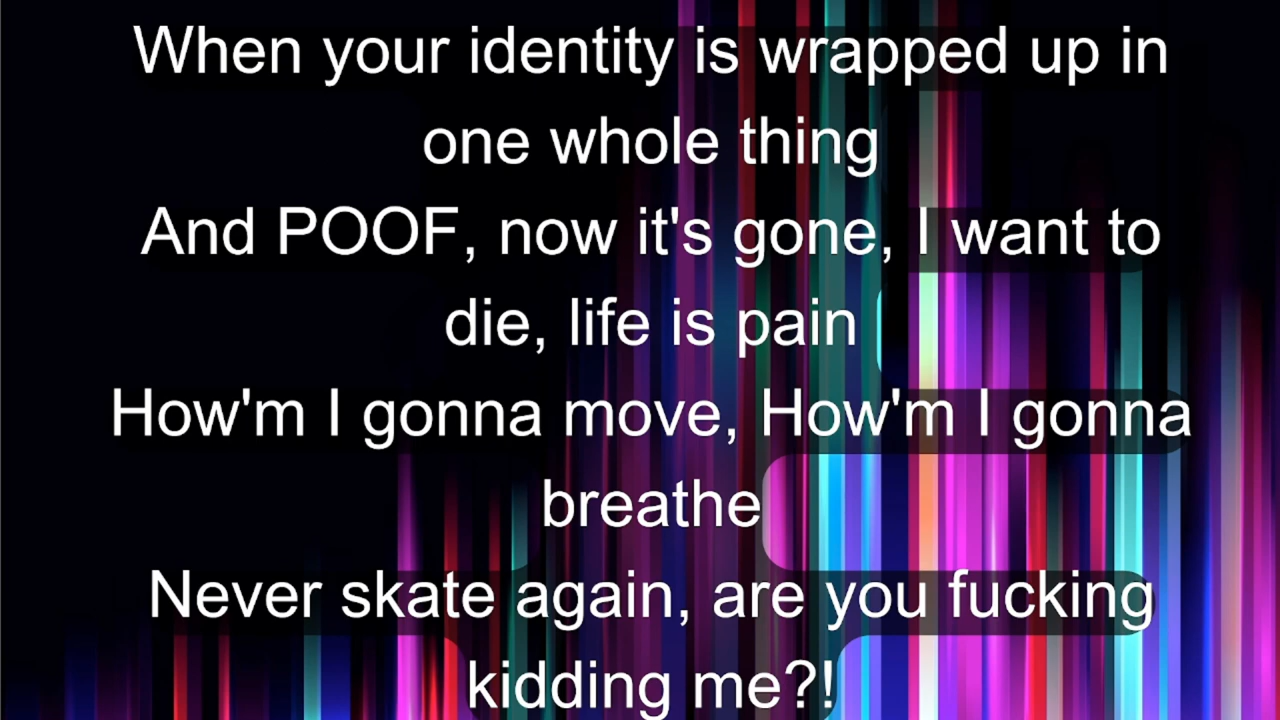 When your identity is wrapped up in
one whole thing
And POOF, now it's gone, I want to
die, life is pain
How'm I gonna move, How'm I gonna
breathe
Never skate again, are you fucking
kidding me?!